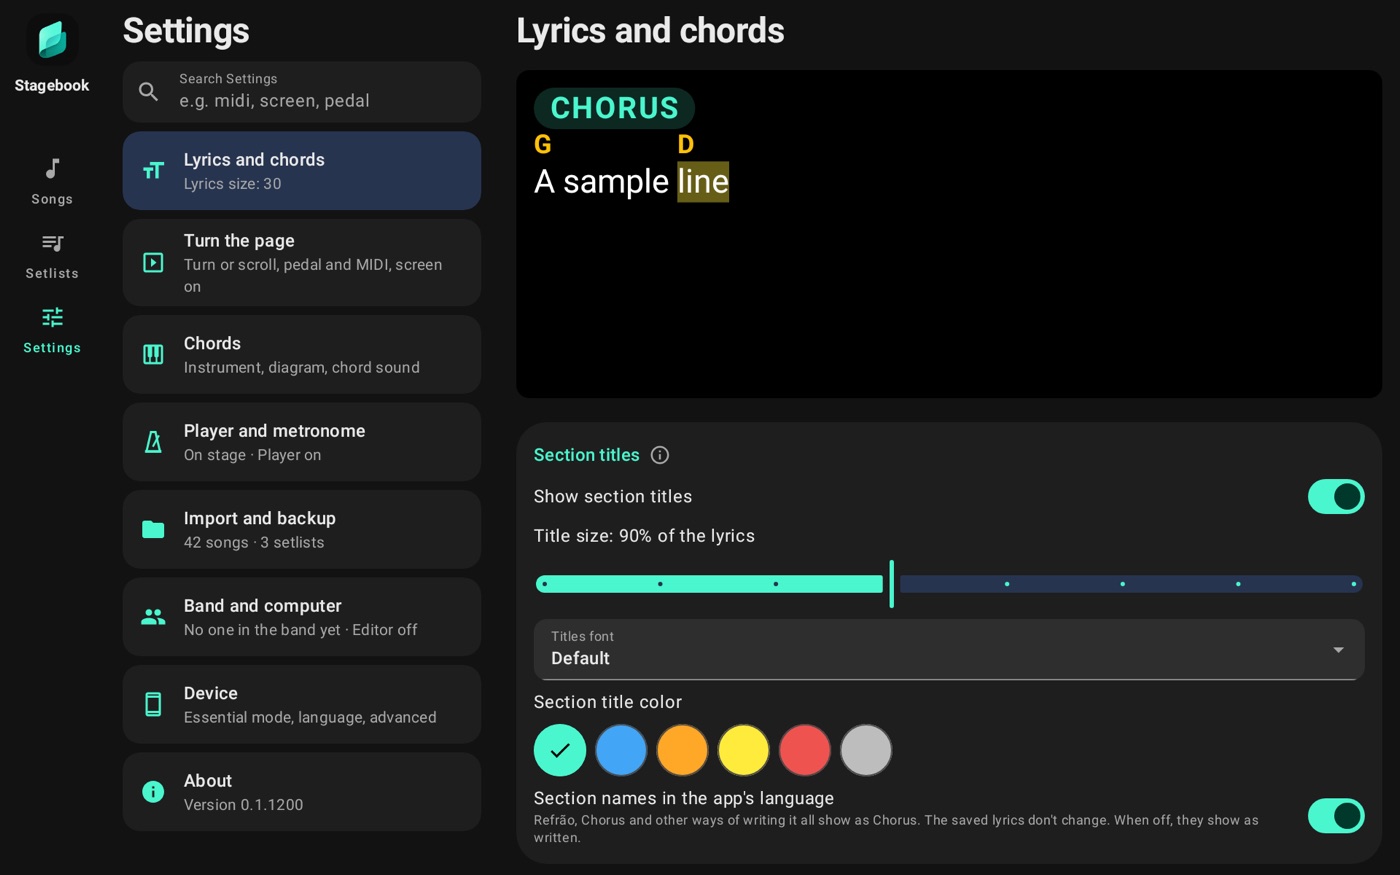 Stagebook
Songs
Setlists
Settings
Settings
Search Settings
e.g. midi, screen, pedal
Lyrics and chords
Lyrics size: 30
Turn the page
Turn or scroll, pedal and MIDI, screen
on
Chords
Instrument, diagram, chord sound
Player and metronome
On stage · Player on
Import and backup
42 songs · 3 setlists
Band and computer
No one in the band yet · Editor off
Device
Essential mode, language, advanced
About
Version 0.1.1200
Lyrics and chords
CHORUS
G D
A sample line
Section titles
Show section titles
Title size: 90% of the lyrics
Titles font
Default
Section title color
Section names in the app's language
Refrão, Chorus and other ways of writing it all show as Chorus. The saved lyrics don't change. When off, they show as
written.